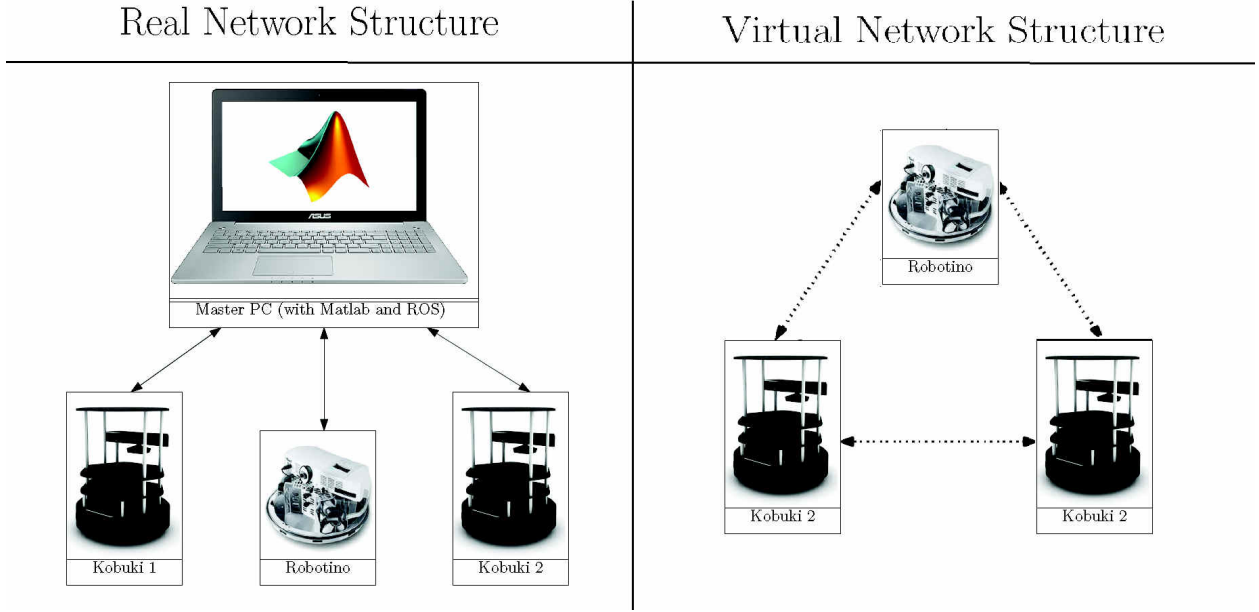 Real Network Structure
Virtual Network Structure
ASUS
Master PC (with Matlab and ROS)
Kobuki 1
Robotino
Kobuki 2
Robotino
Kobuki 2
Kobuki 2